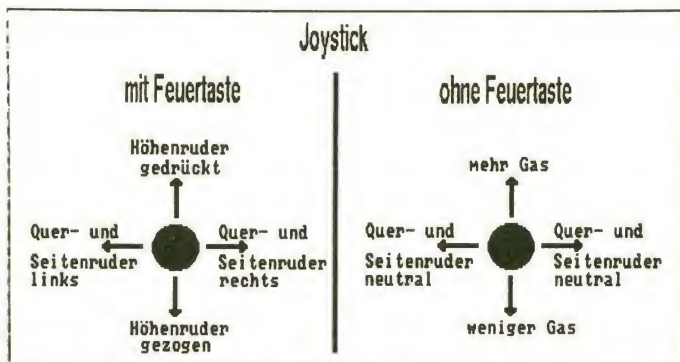 Joystick
mit Feuertaste
Höhenruder
gedrückt
Quer- und
Seitenruder
links
Quer- und
Seitenruder
rechts
Höhenruder
gezogen
ohne Feuertaste
mehr Gas
Quer- und
Seitenruder
neutral
Quer- und
Seitenruder
neutral
weniger Gas